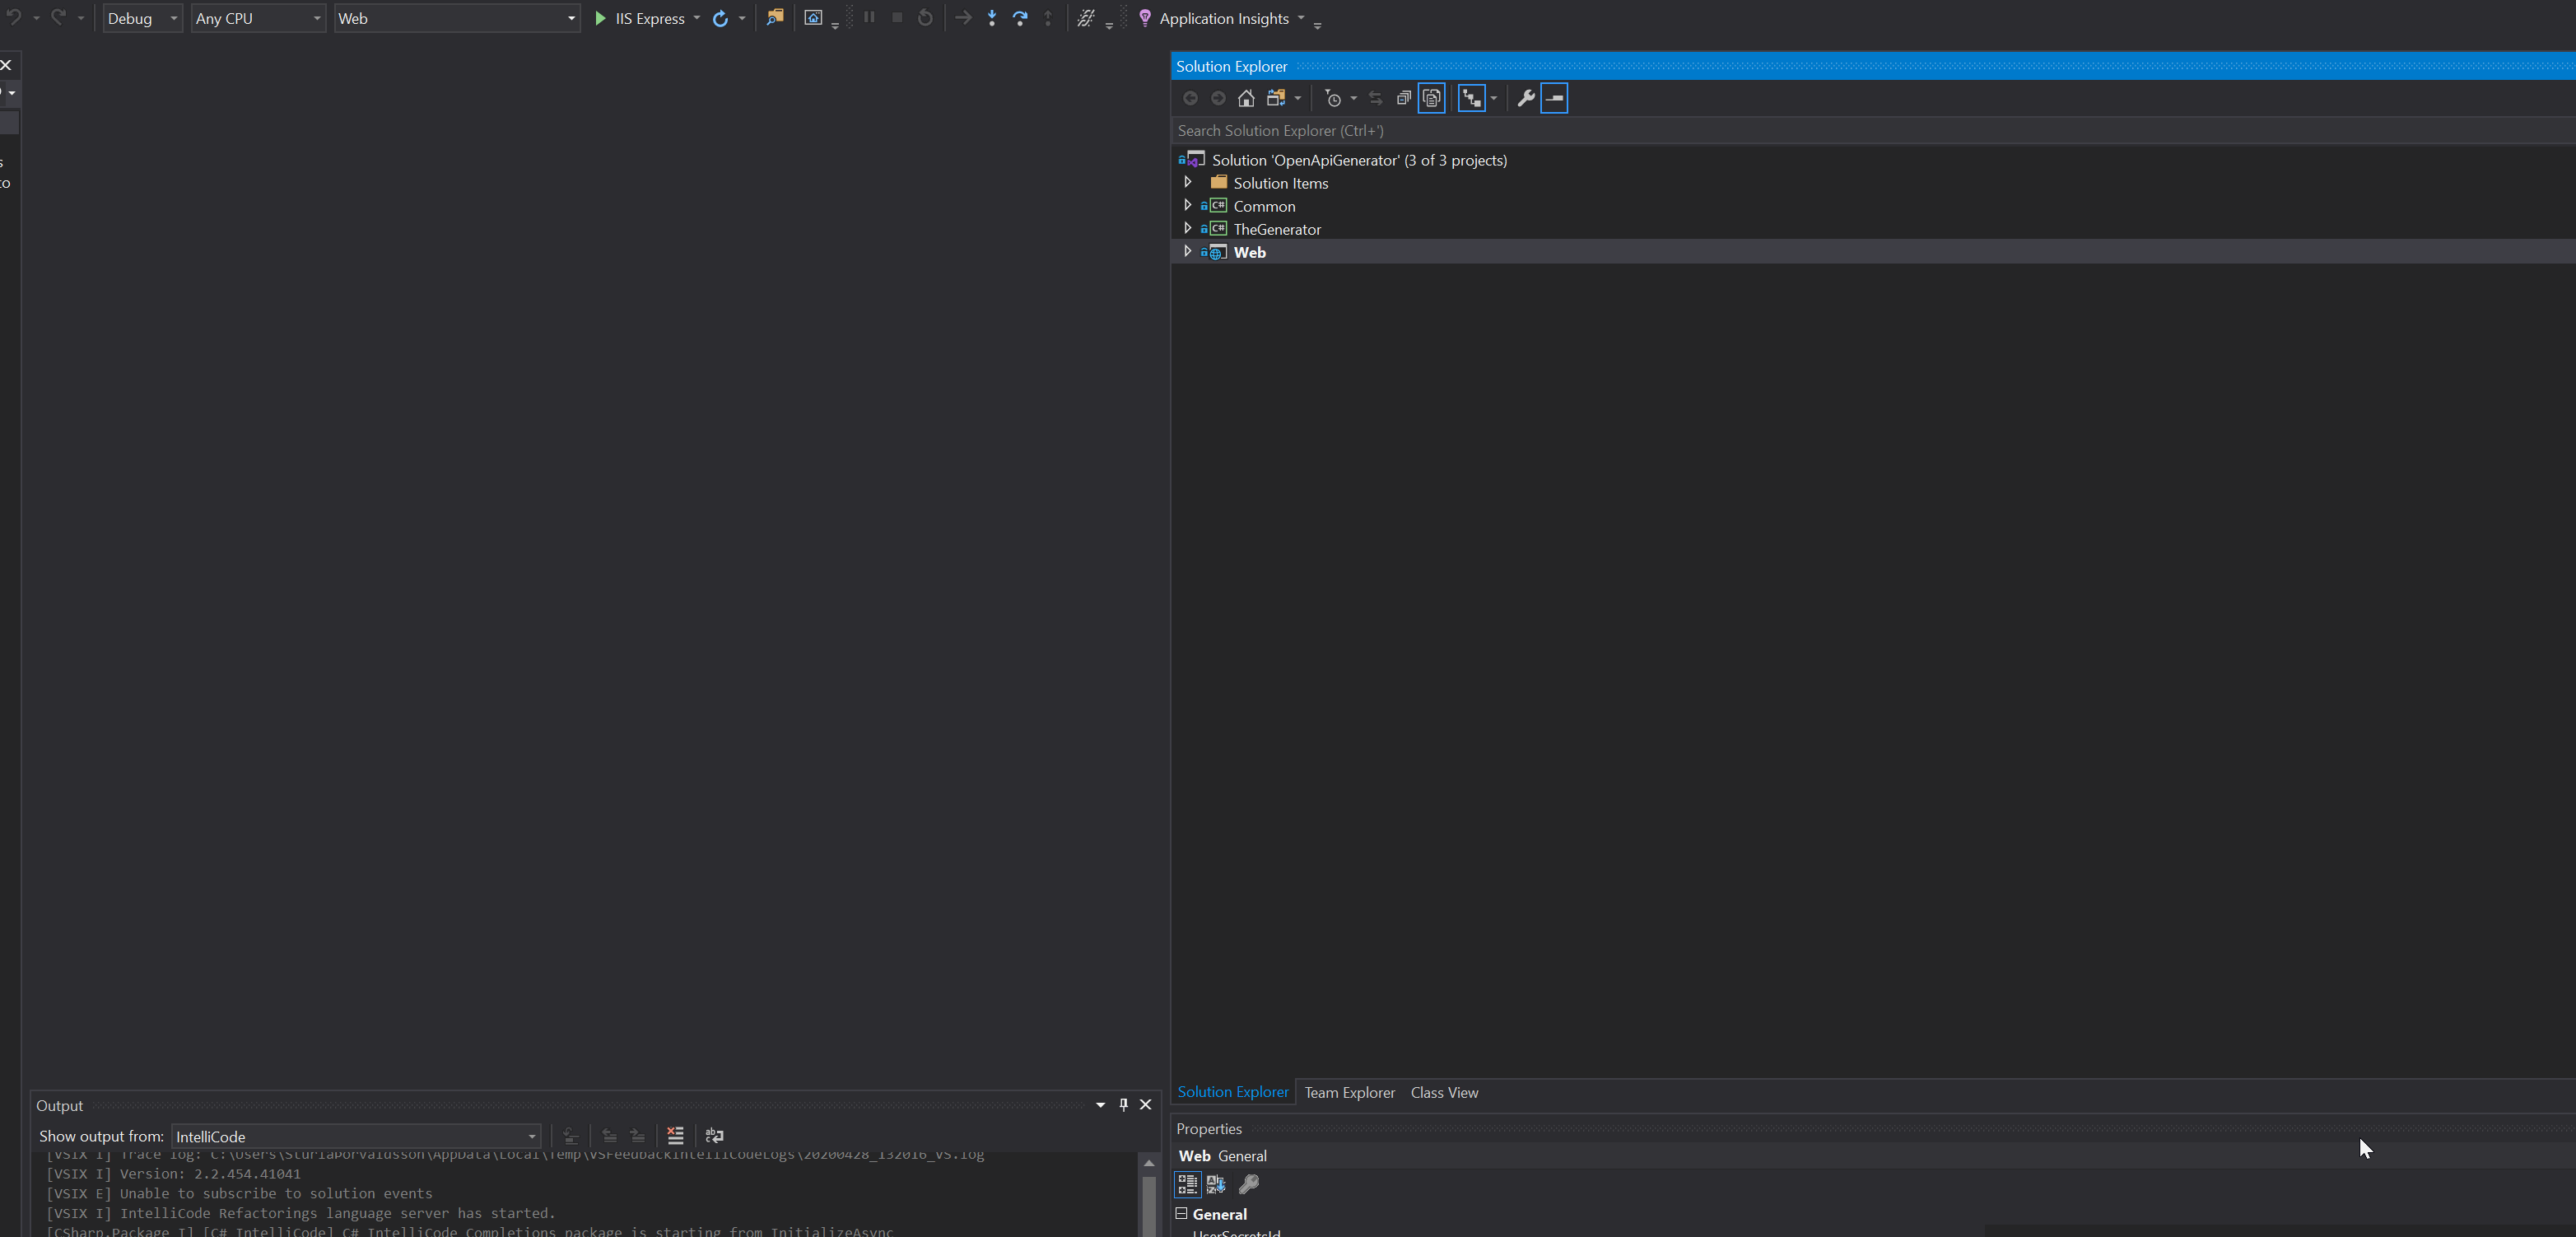 Debug
Any CPU
Web
IIS Express
Application Insights
Solution Explorer
Search Solution Explorer (Ctrl+')
Solution 'OpenApiGenerator' (3 of 3 projects)
Solution Items
C# Common
C# TheGenerator
Web
to
Solution Explorer Team Explorer Class View
Output
Show output from: IntelliCode
[VSIX I] Trace log: C:\Users\SturlaÞorvaldsson\AppData\Local\Temp\VSFeedbackIntelliCodeLogs\20200428_132016_VS.log
[VSIX I] Version: 2.2.454.41041
[VSIX E] Unable to subscribe to solution events
[VSIX I] IntelliCode Refactorings language server has started.
[CSharp.Package I] [C# IntelliCode] C# IntelliCode Completions package is starting from InitializeAsync
Properties
Web General
General
UserSecretsId